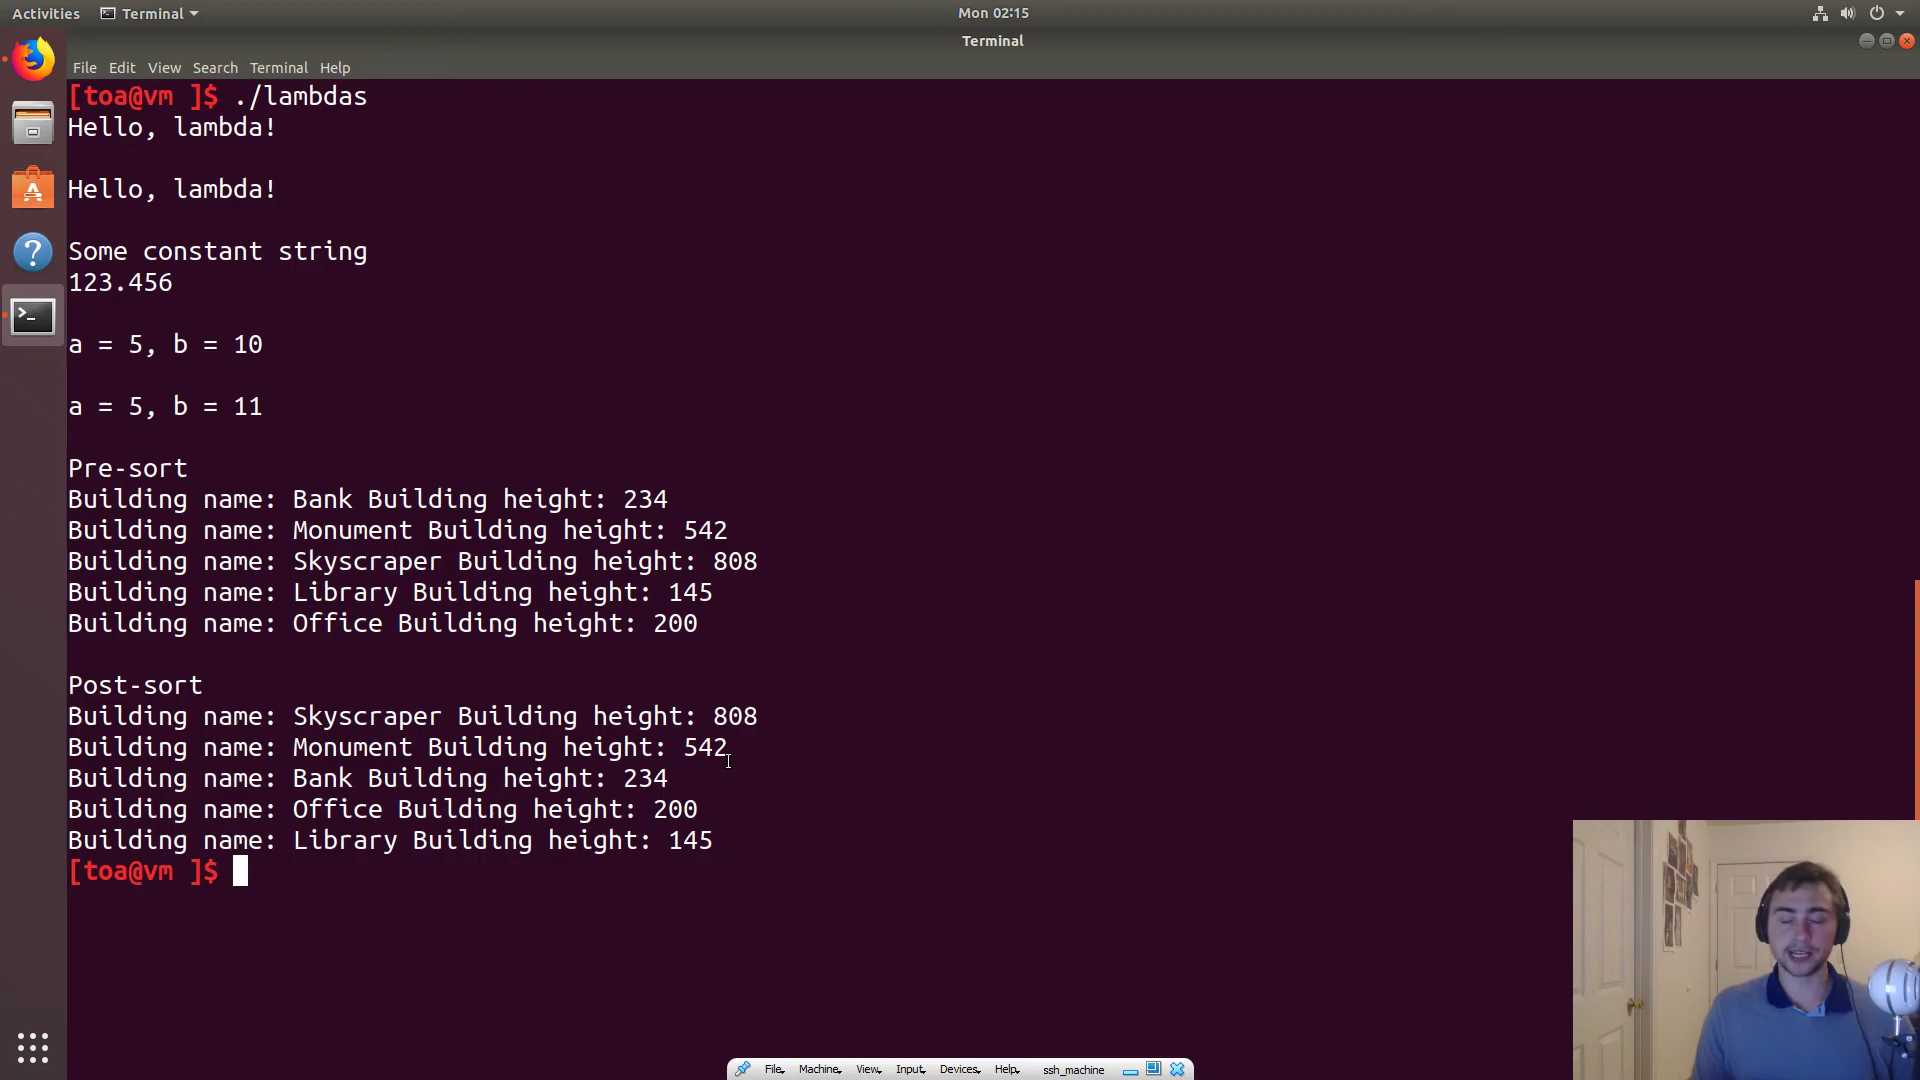 Activities Terminal Mon 02:15
Terminal
File Edit View Search Terminal Help
[toa@vm ]$ ./lambdas
Hello, lambda!
Hello, lambda!
Some constant string
123.456
a = 5, b = 10
a = 5, b = 11
Pre-sort
Building name: Bank Building height: 234
Building name: Monument Building height: 542
Building name: Skyscraper Building height: 808
Building name: Library Building height: 145
Building name: Office Building height: 200
Post-sort
Building name: Skyscraper Building height: 808
Building name: Monument Building height: 542
Building name: Bank Building height: 234
Building name: Office Building height: 200
Building name: Library Building height: 145
[toa@vm ]$
File Machine View Input Devices Help ssh_machine